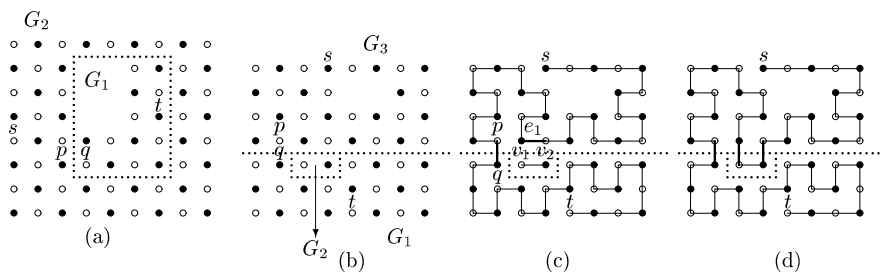 G₂
G₁
t
s
p q
(a)
s G₃
p
q
t
G₂ G₁
(b)
s
p e₁
v₁ v₂
q
t
(c)
s
t
(d)